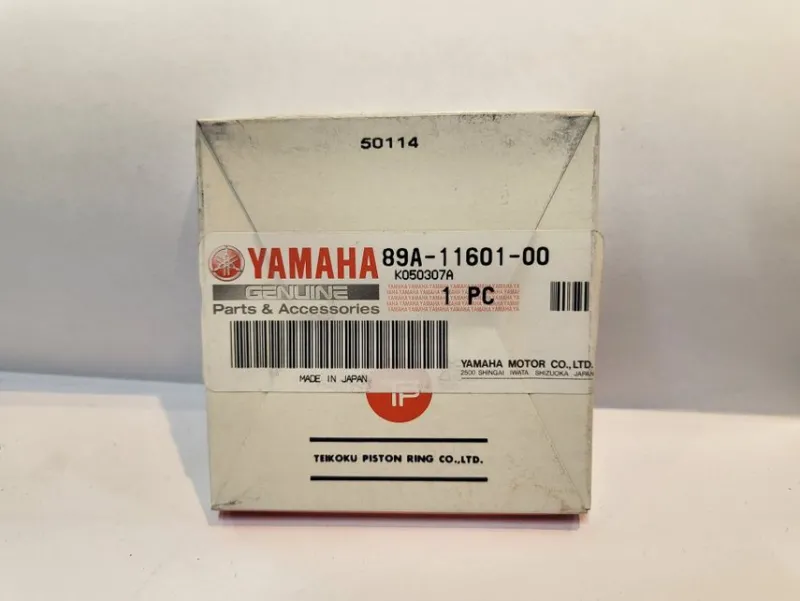 50114
YAMAHA 89A-11601-00
K050307A
GENUINE
1 PC
Parts & Accessories
YAMAHA MOTOR CO.,LTD.
2500 SHINGAI IWATA SHIZUOKA JAPAN
MADE IN JAPAN
TEIKOKU PISTON RING CO.,LTD.